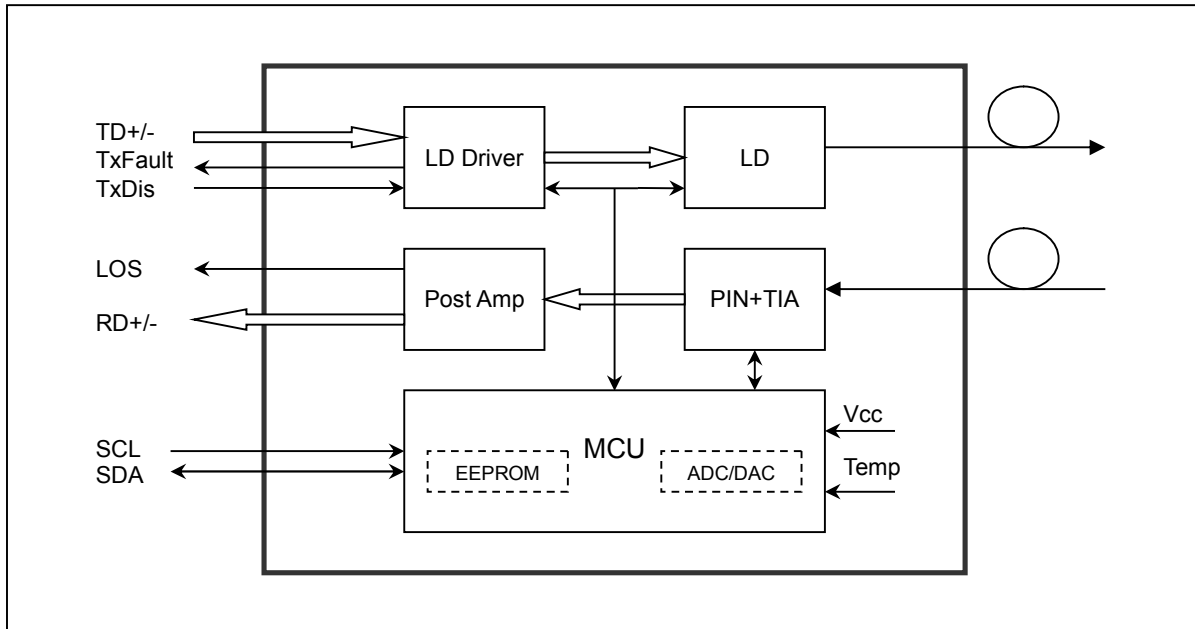 TD+/-
TxFault
TxDis
LD Driver
LD
LOS
RD+/-
Post Amp
PIN+TIA
SCL
SDA
MCU
EEPROM
ADC/DAC
Vcc
Temp